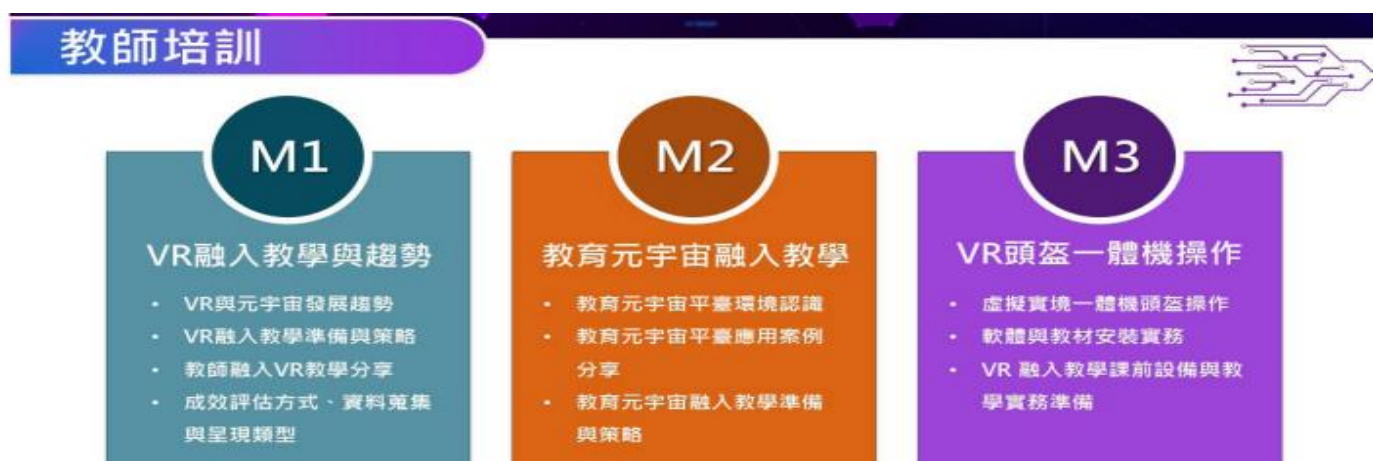 教師培訓
M1
VR融入教學與趨勢
• VR與元宇宙發展趨勢
• VR融入教學準備與策略
• 教師融入VR教學分享
• 成效評估方式、資料蒐集
與呈現類型
M2
教育元宇宙融入教學
• 教育元宇宙平臺環境認識
• 教育元宇宙平臺應用案例
分享
• 教育元宇宙融入教學準備
與策略
M3
VR頭盔一體機操作
• 虛擬實境一體機頭盔操作
• 軟體與教材安裝實務
• VR 融入教學課前設備與教
學實務準備